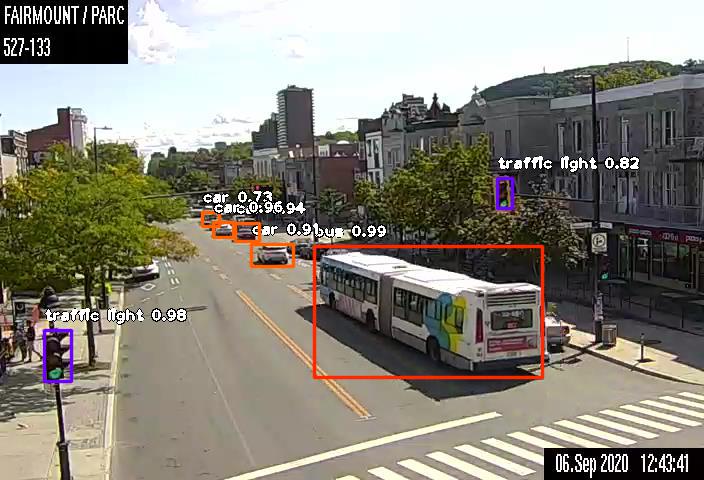 FAIRMOUNT / PARC
527-133
traffic light 0.82
car 0.73
car 0.96
.94
car 0.91
bus 0.99
traffic light 0.98
06.Sep 2020 12:43:41